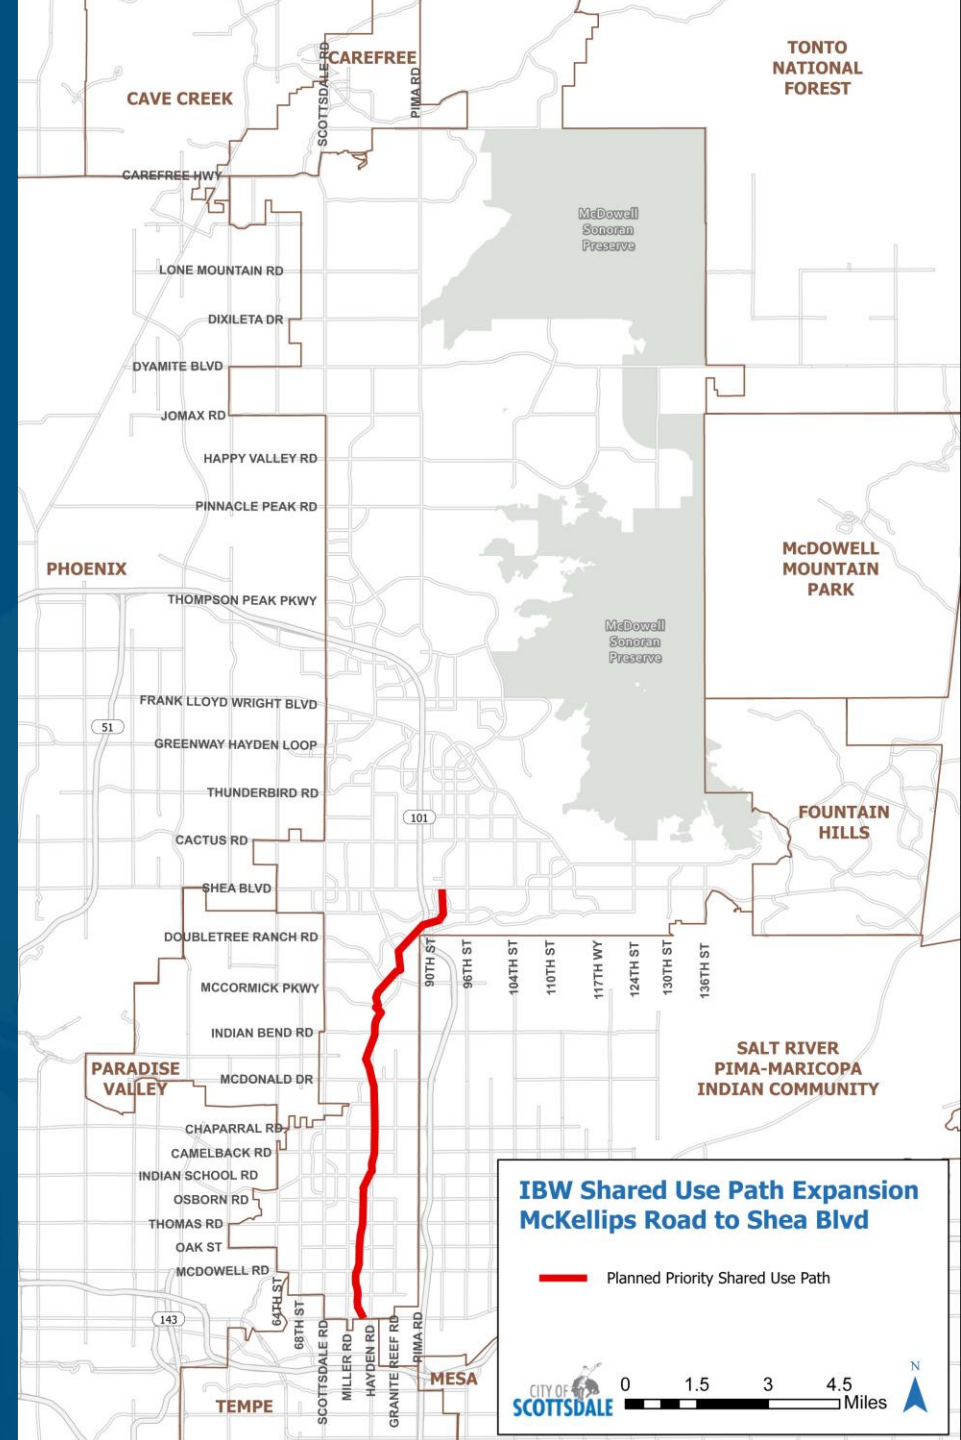 CAREFREE
TONTO
NATIONAL
FOREST
CAVE CREEK
SCOTTSDALE RD
PIMA RD
CAREFREE HWY
McDowell
Sonoran
Preserve
LONE MOUNTAIN RD
DIXILETA DR
DYAMITE BLVD
JOMAX RD
HAPPY VALLEY RD
PINNACLE PEAK RD
PHOENIX
McDOWELL
MOUNTAIN
PARK
THOMPSON PEAK PKWY
McDowell
Sonoran
Preserve
FRANK LLOYD WRIGHT BLVD
51
GREENWAY HAYDEN LOOP
THUNDERBIRD RD
101
FOUNTAIN
HILLS
CACTUS RD
SHEA BLVD
DOUBLETREE RANCH RD
90TH ST
96TH ST
104TH ST
110TH ST
117TH WY
124TH ST
130TH ST
136TH ST
MCCORMICK PKWY
INDIAN BEND RD
PARADISE
VALLEY
MCDONALD DR
SALT RIVER
PIMA-MARICOPA
INDIAN COMMUNITY
CHAPARRAL RD
CAMELBACK RD
INDIAN SCHOOL RD
OSBORN RD
THOMAS RD
OAK ST
MCDOWELL RD
143
64TH ST
68TH ST
SCOTTSDALE RD
MILLER RD
HAYDEN RD
GRANITE REEF RD
PIMA RD
TEMPE
MESA
IBW Shared Use Path Expansion
McKellips Road to Shea Blvd
Planned Priority Shared Use Path
CITY OF
SCOTTSDALE
0 1.5 3 4.5
Miles
N